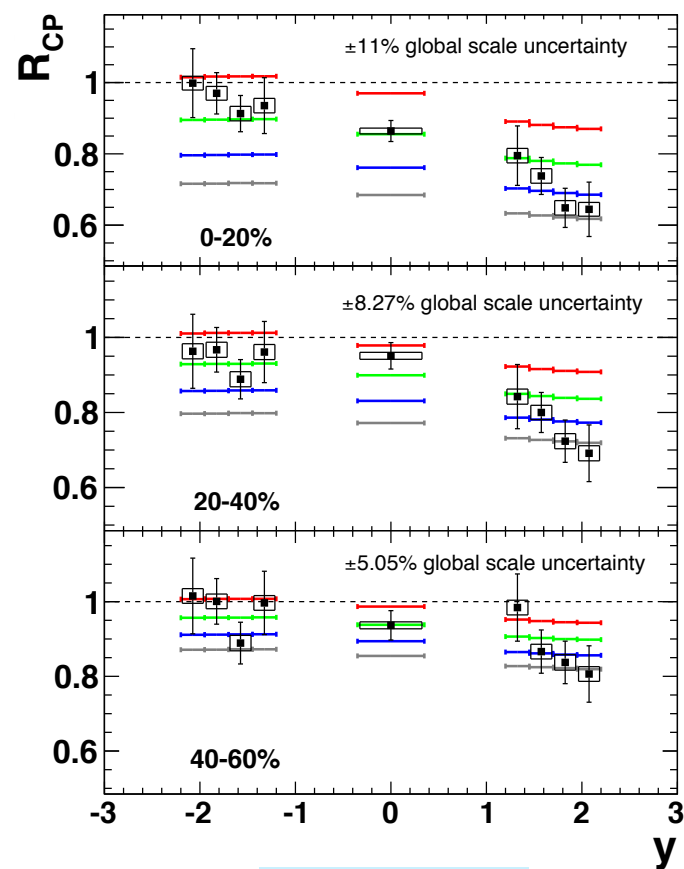 R_CP
±11% global scale uncertainty
1
0.8
0.6
0-20%
±8.27% global scale uncertainty
1
0.8
0.6
20-40%
±5.05% global scale uncertainty
1
0.8
0.6
40-60%
-3 -2 -1 0 1 2 3
y